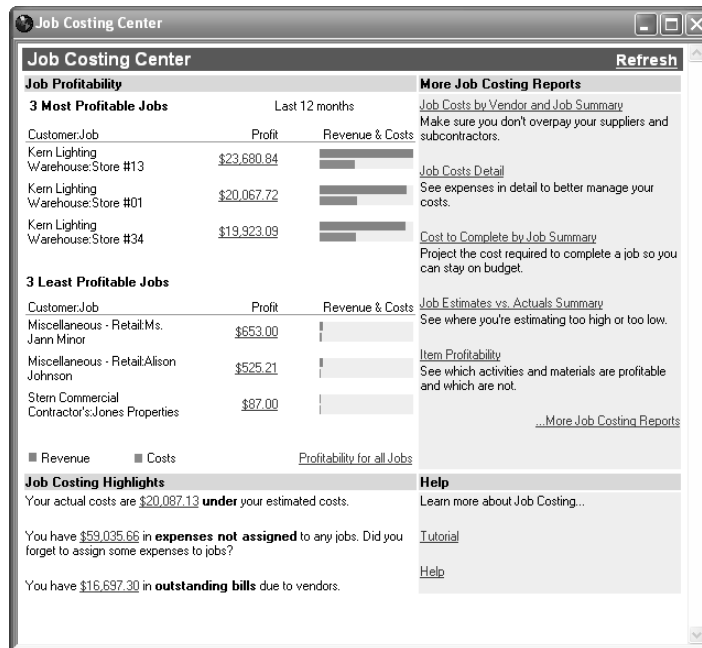 Job Costing Center
Job Costing Center
Refresh
Job Profitability
3 Most Profitable Jobs Last 12 months
Customer:Job Profit Revenue & Costs
Kern Lighting
Warehouse:Store #13 $23,680.84
Kern Lighting
Warehouse:Store #01 $20,067.72
Kern Lighting
Warehouse:Store #34 $19,923.09
3 Least Profitable Jobs
Customer:Job Profit Revenue & Costs
Miscellaneous - Retail:Ms.
Jann Minor $653.00
Miscellaneous - Retail:Alison
Johnson $525.21
Stern Commercial
Contractor's:Jones Properties $87.00
Revenue Costs Profitability for all Jobs
More Job Costing Reports
Job Costs by Vendor and Job Summary
Make sure you don't overpay your suppliers and
subcontractors.
Job Costs Detail
See expenses in detail to better manage your
costs.
Cost to Complete by Job Summary
Project the cost required to complete a job so you
can stay on budget.
Job Estimates vs. Actuals Summary
See where you're estimating too high or too low.
Item Profitability
See which activities and materials are profitable
and which are not.
...More Job Costing Reports
Job Costing Highlights
Your actual costs are $20,087.13 under your estimated costs.
You have $59,035.66 in expenses not assigned to any jobs. Did you
forget to assign some expenses to jobs?
You have $16,697.30 in outstanding bills due to vendors.
Help
Learn more about Job Costing...
Tutorial
Help